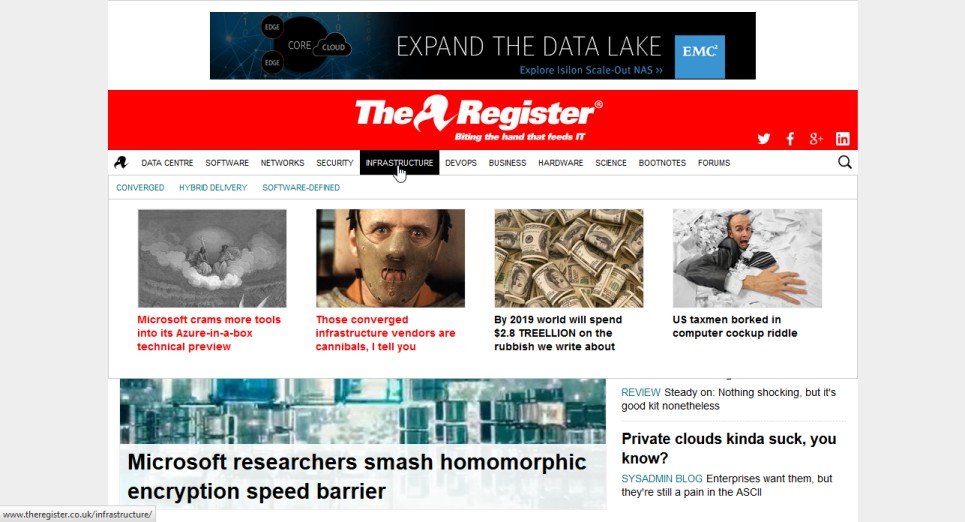 EDGE
CORE
CLOUD
EDGE
EXPAND THE DATA LAKE
Explore Isilon Scale-Out NAS >>
EMC²
The Register®
Biting the hand that feeds IT
DATA CENTRE SOFTWARE NETWORKS SECURITY INFRASTRUCTURE DEVOPS BUSINESS HARDWARE SCIENCE BOOTNOTES FORUMS
CONVERGED HYBRID DELIVERY SOFTWARE-DEFINED
Microsoft crams more tools
into its Azure-in-a-box
technical preview
Those converged
infrastructure vendors are
cannibals, I tell you
By 2019 world will spend
$2.8 TREELLION on the
rubbish we write about
US taxmen borked in
computer cockup riddle
REVIEW Steady on: Nothing shocking, but it's
good kit nonetheless
Private clouds kinda suck, you
know?
SYSADMIN BLOG Enterprises want them, but
they're still a pain in the ASCII
Microsoft researchers smash homomorphic
encryption speed barrier
www.theregister.co.uk/infrastructure/